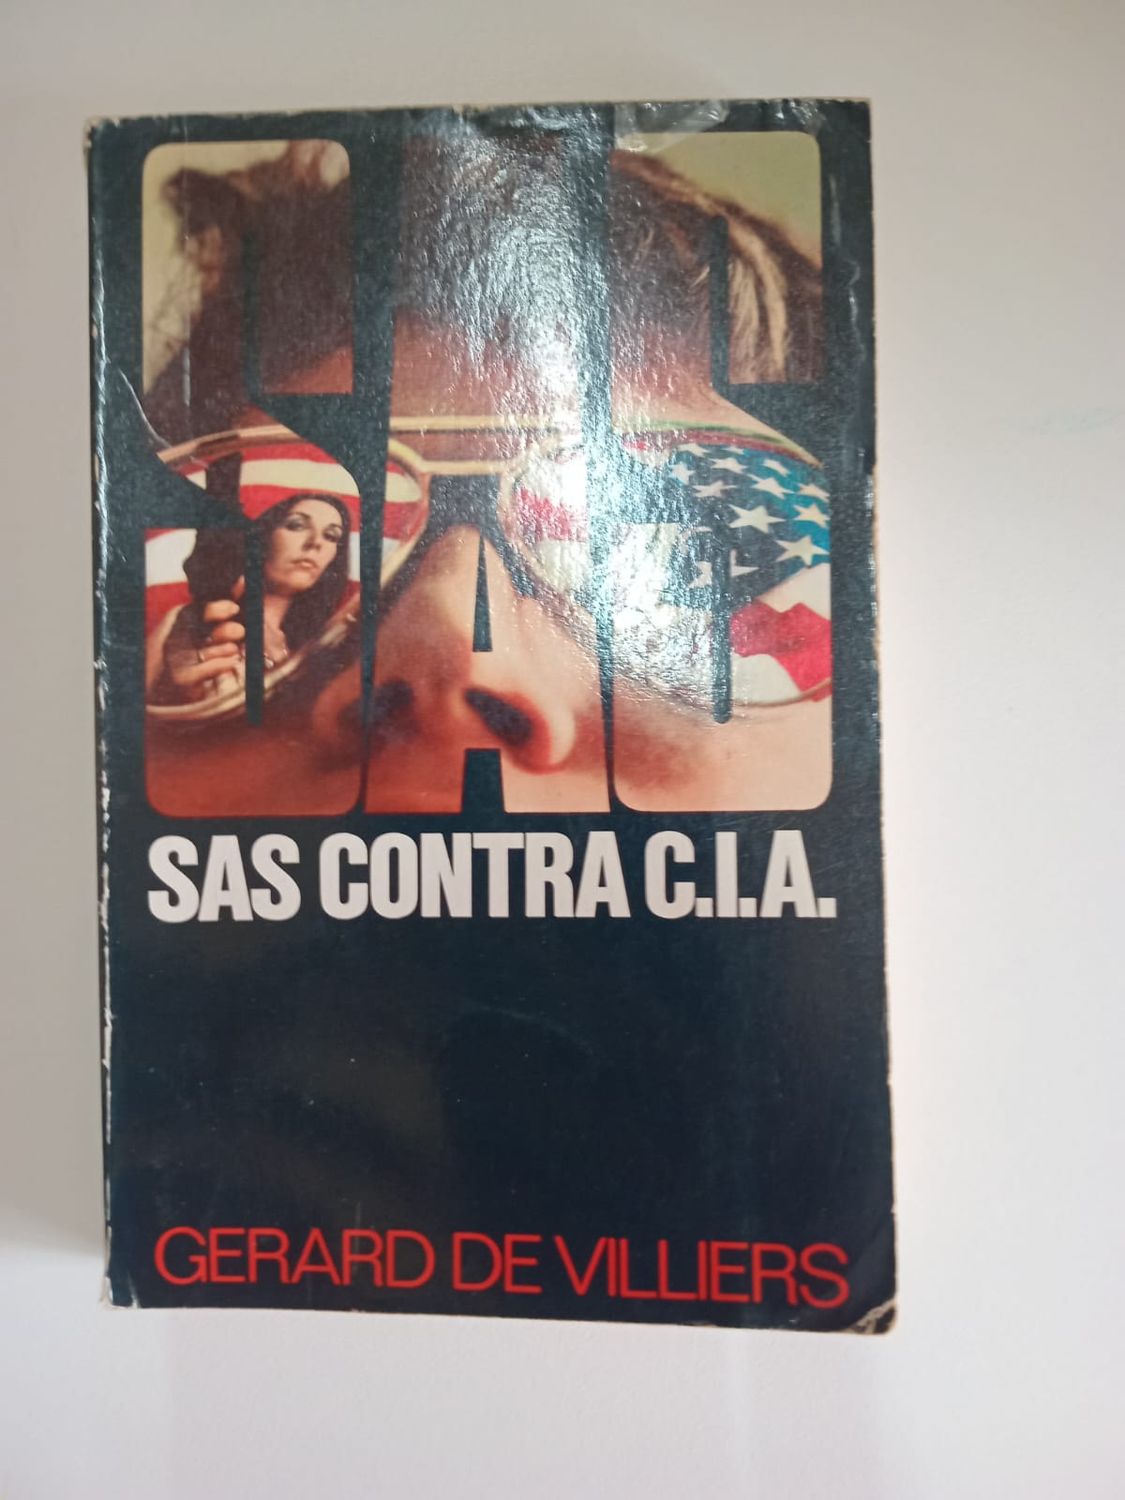 SAS
SAS CONTRA C.I.A.
GERARD DE VILLIERS